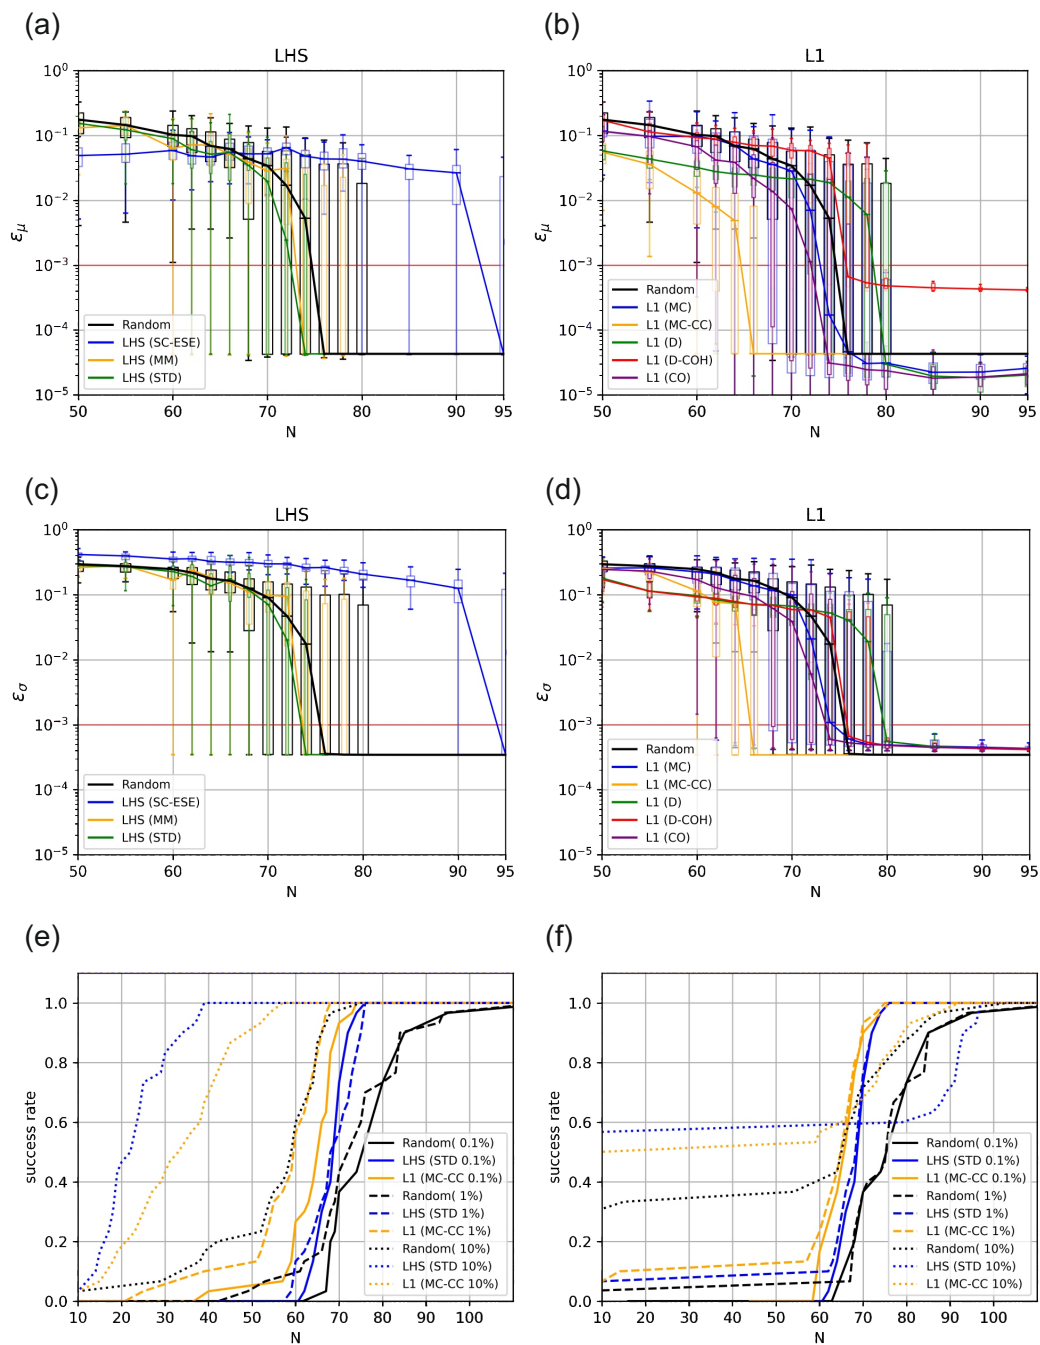 (a)
LHS
10^0
10^-1
10^-2
10^-3
10^-4
10^-5
ε_μ
Random
LHS (SC-ESE)
LHS (MM)
LHS (STD)
50 60 70 80 90 95
N
(b)
L1
10^0
10^-1
10^-2
10^-3
10^-4
10^-5
ε_μ
Random
L1 (MC)
L1 (MC-CC)
L1 (D)
L1 (D-COH)
L1 (CO)
50 60 70 80 90 95
N
(c)
LHS
10^0
10^-1
10^-2
10^-3
10^-4
10^-5
ε_σ
Random
LHS (SC-ESE)
LHS (MM)
LHS (STD)
50 60 70 80 90 95
N
(d)
L1
10^0
10^-1
10^-2
10^-3
10^-4
10^-5
ε_σ
Random
L1 (MC)
L1 (MC-CC)
L1 (D)
L1 (D-COH)
L1 (CO)
50 60 70 80 90 95
N
(e)
1.0
0.8
0.6
0.4
0.2
0.0
success rate
Random( 0.1%)
LHS (STD 0.1%)
L1 (MC-CC 0.1%)
Random( 1%)
LHS (STD 1%)
L1 (MC-CC 1%)
Random( 10%)
LHS (STD 10%)
L1 (MC-CC 10%)
10 20 30 40 50 60 70 80 90 100
N
(f)
1.0
0.8
0.6
0.4
0.2
0.0
success rate
Random( 0.1%)
LHS (STD 0.1%)
L1 (MC-CC 0.1%)
Random( 1%)
LHS (STD 1%)
L1 (MC-CC 1%)
Random( 10%)
LHS (STD 10%)
L1 (MC-CC 10%)
10 20 30 40 50 60 70 80 90 100
N